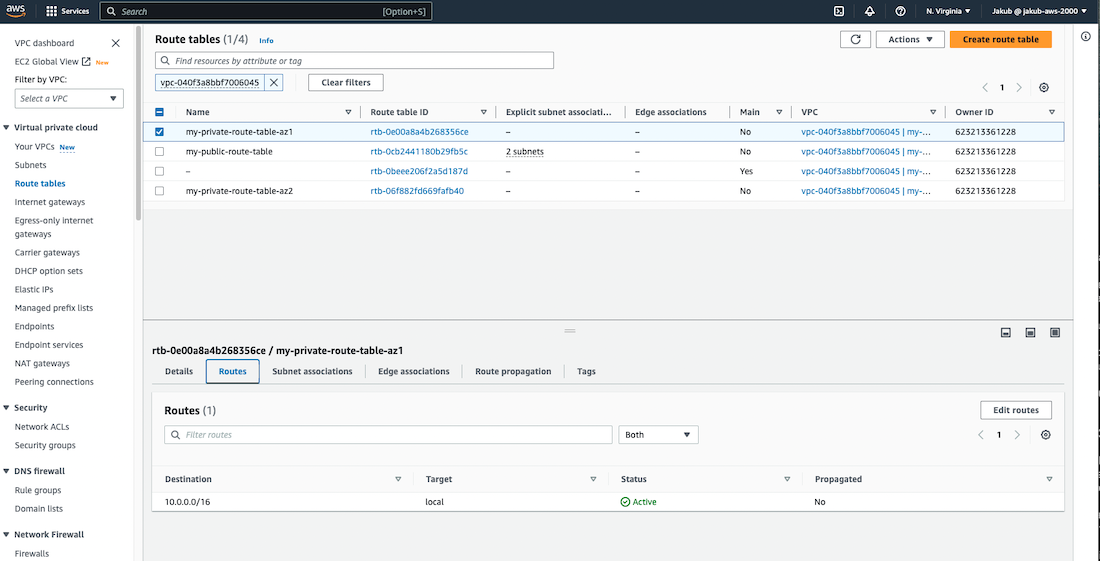 aws Services Search [Option+S] N. Virginia Jakub @ jakub-aws-2000
VPC dashboard
EC2 Global View New
Filter by VPC:
Select a VPC
Virtual private cloud
Your VPCs New
Subnets
Route tables
Internet gateways
Egress-only internet
gateways
Carrier gateways
DHCP option sets
Elastic IPs
Managed prefix lists
Endpoints
Endpoint services
NAT gateways
Peering connections
Security
Network ACLs
Security groups
DNS firewall
Rule groups
Domain lists
Network Firewall
Firewalls
Route tables (1/4) Info
Actions
Create route table
Find resources by attribute or tag
vpc-040f3a8bbf7006045
Clear filters
1
Name Route table ID Explicit subnet associati... Edge associations Main VPC Owner ID
my-private-route-table-az1 rtb-0e00a8a4b268356ce – – No vpc-040f3a8bbf7006045 | my-... 623213361228
my-public-route-table rtb-0cb2441180b29fb5c 2 subnets – No vpc-040f3a8bbf7006045 | my-... 623213361228
– rtb-0beee206f2a5d187d – – Yes vpc-040f3a8bbf7006045 | my-... 623213361228
my-private-route-table-az2 rtb-06f882fd669fafb40 – – No vpc-040f3a8bbf7006045 | my-... 623213361228
rtb-0e00a8a4b268356ce / my-private-route-table-az1
Details Routes Subnet associations Edge associations Route propagation Tags
Routes (1)
Edit routes
Filter routes
Both
1
Destination Target Status Propagated
10.0.0.0/16 local Active No